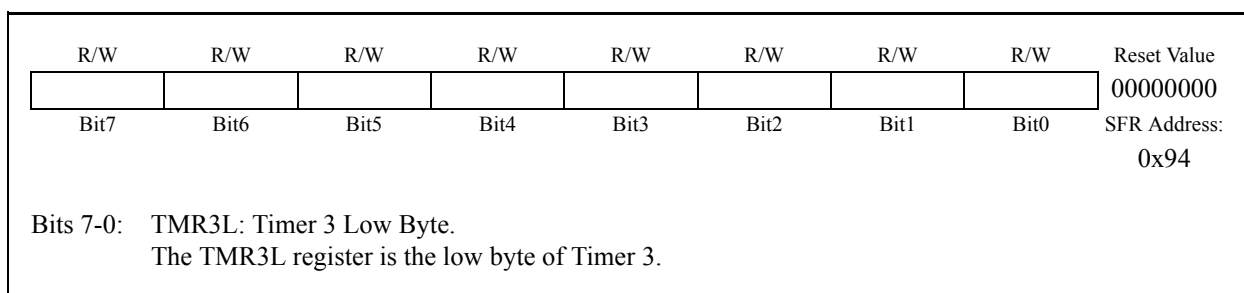 R/W R/W R/W R/W R/W R/W R/W R/W Reset Value
00000000
Bit7 Bit6 Bit5 Bit4 Bit3 Bit2 Bit1 Bit0 SFR Address:
0x94
Bits 7-0: TMR3L: Timer 3 Low Byte.
The TMR3L register is the low byte of Timer 3.